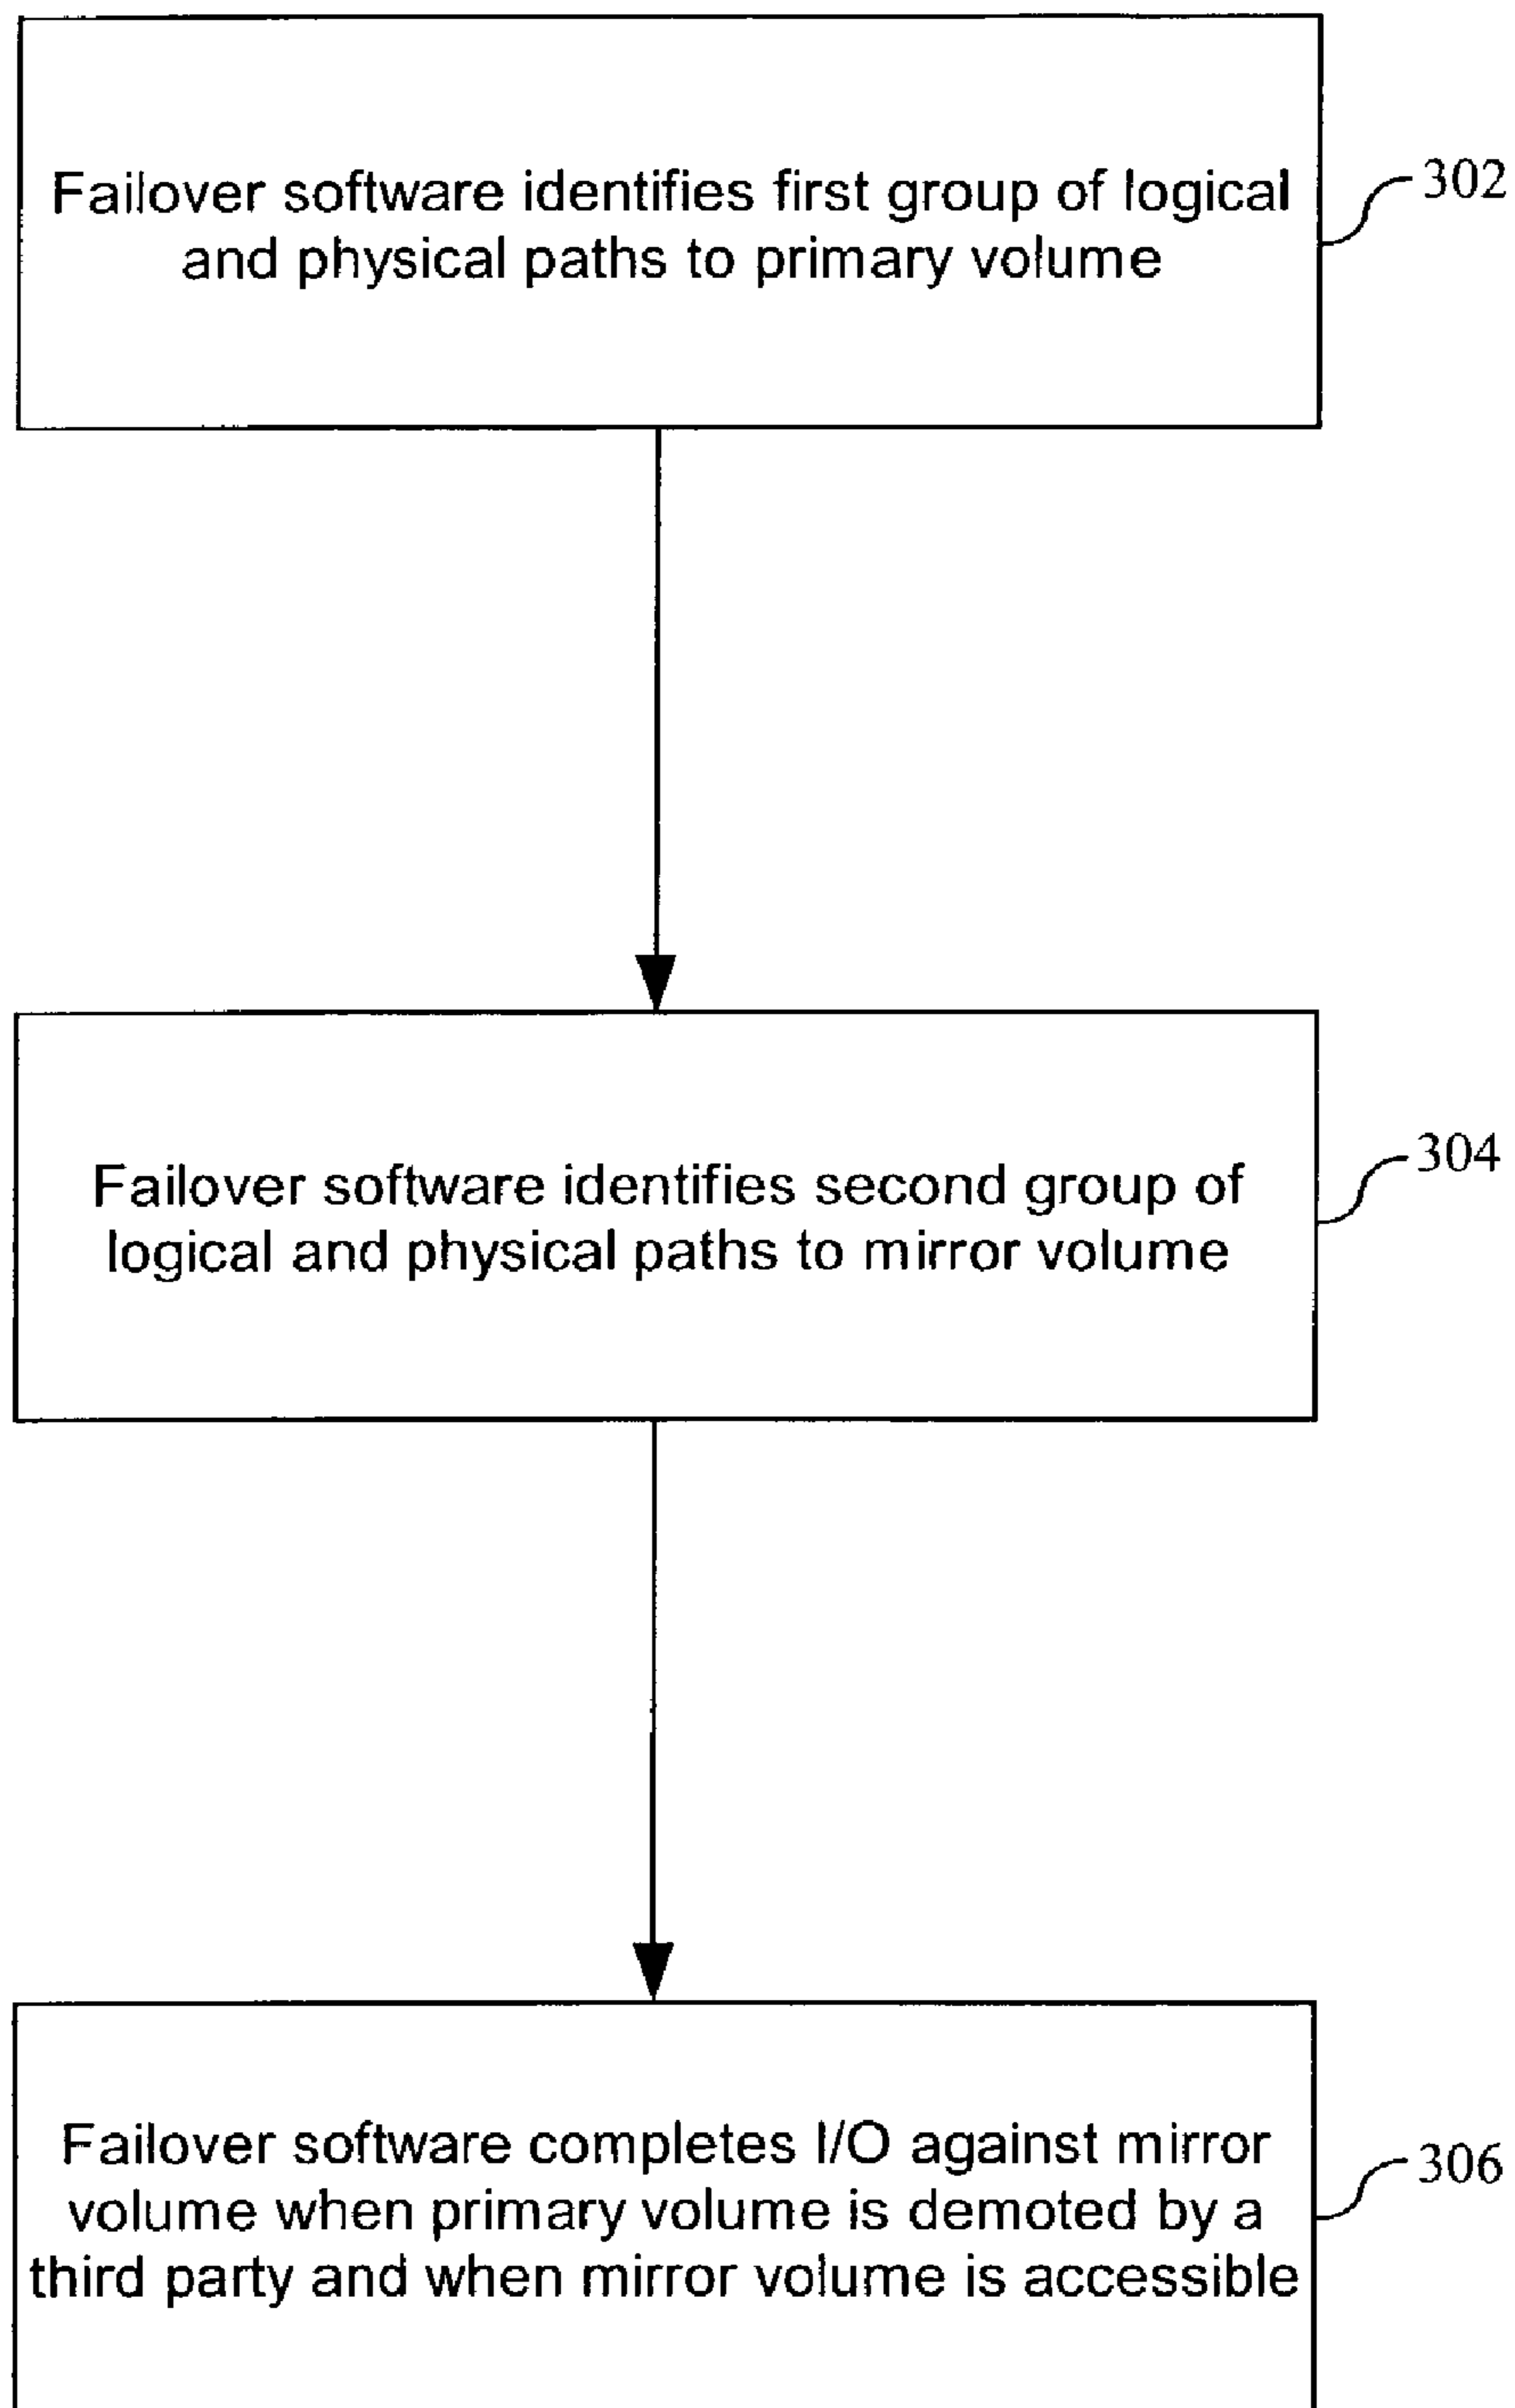 Failover software identifies first group of logical
and physical paths to primary volume
302
Failover software identifies second group of
logical and physical paths to mirror volume
304
Failover software completes I/O against mirror
volume when primary volume is demoted by a
third party and when mirror volume is accessible
306